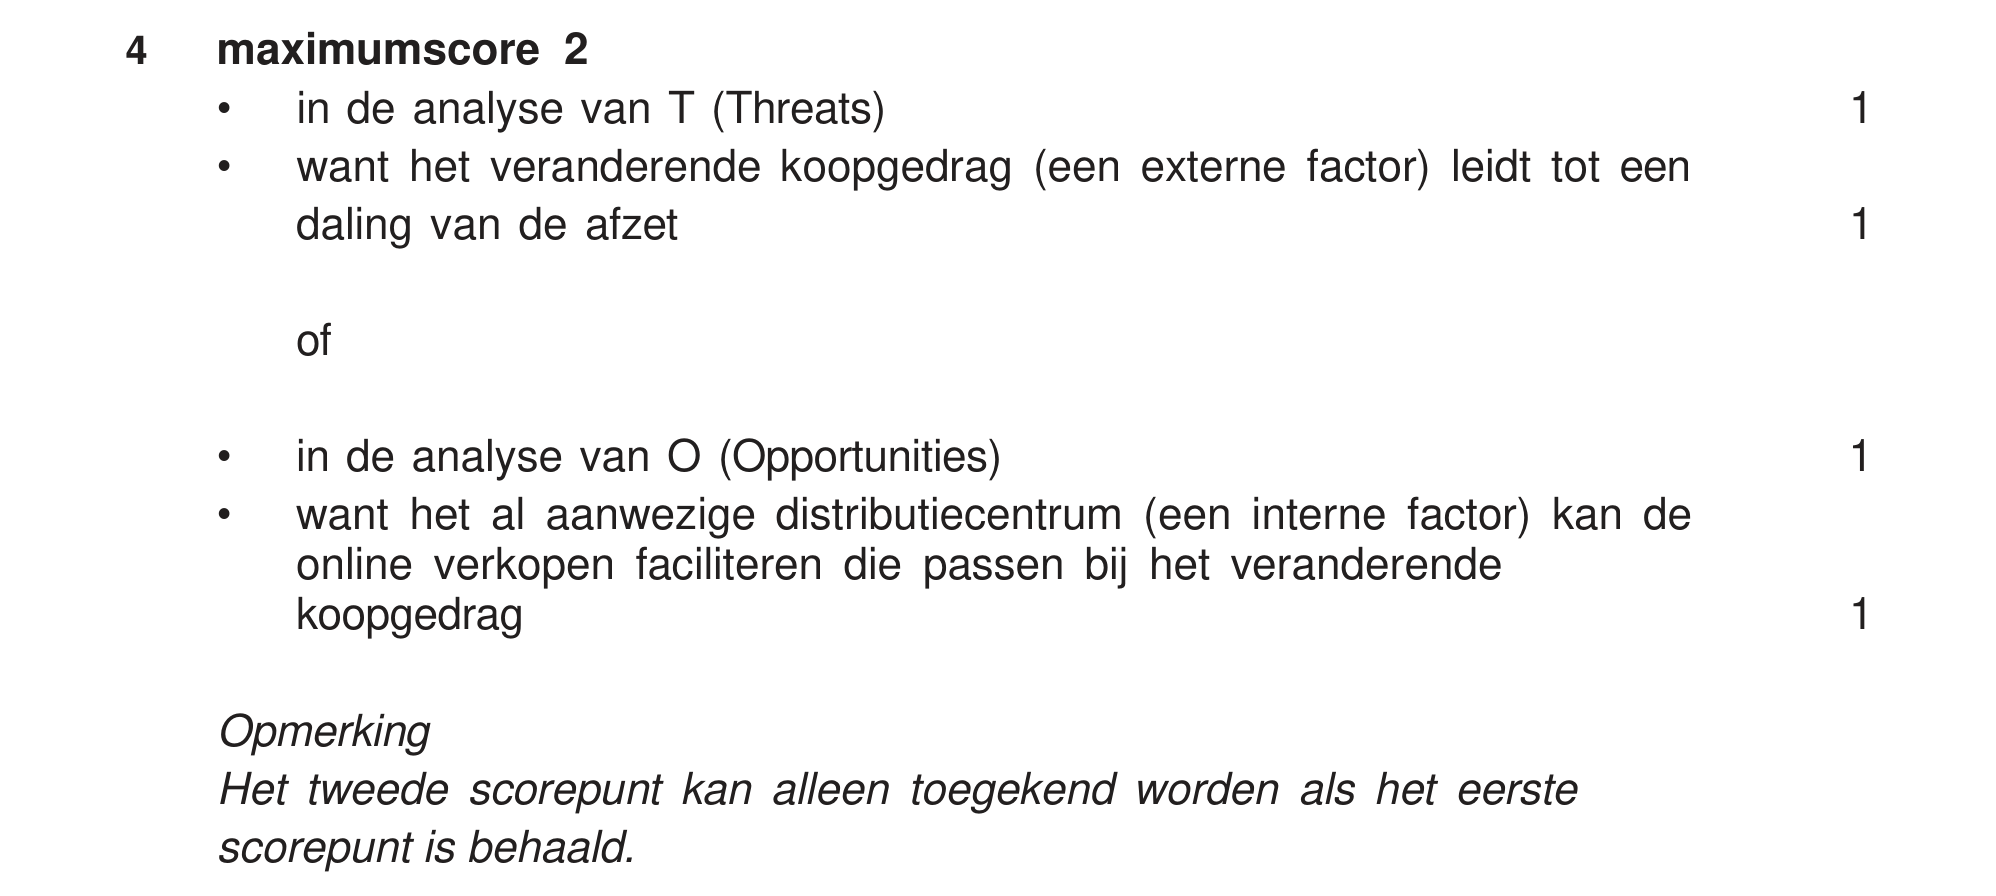 4 maximumscore 2
• in de analyse van T (Threats) 1
• want het veranderende koopgedrag (een externe factor) leidt tot een
daling van de afzet 1
of
• in de analyse van O (Opportunities) 1
• want het al aanwezige distributiecentrum (een interne factor) kan de
online verkopen faciliteren die passen bij het veranderende
koopgedrag 1
Opmerking
Het tweede scorepunt kan alleen toegekend worden als het eerste
scorepunt is behaald.